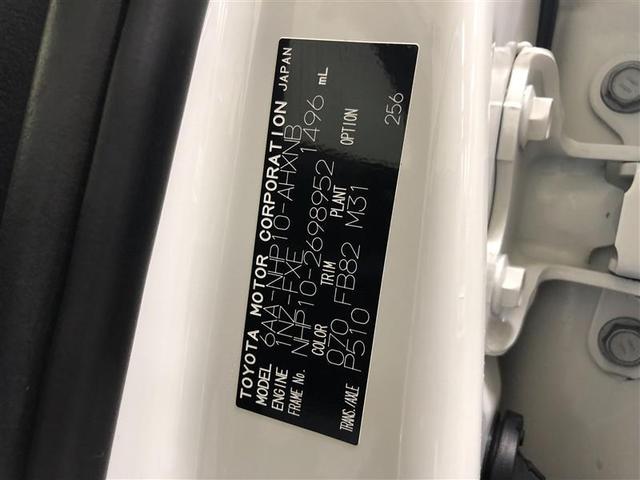 TOYOTA MOTOR CORPORATION JAPAN
MODEL 6AA-NHP10-AHXNB
ENGINE 1NZ-FXE 1496 mL
FRAME No. NHP10-2698952
COLOR TRIM PLANT OPTION
070 FB82 M31 256
TRANS./AXLE P510